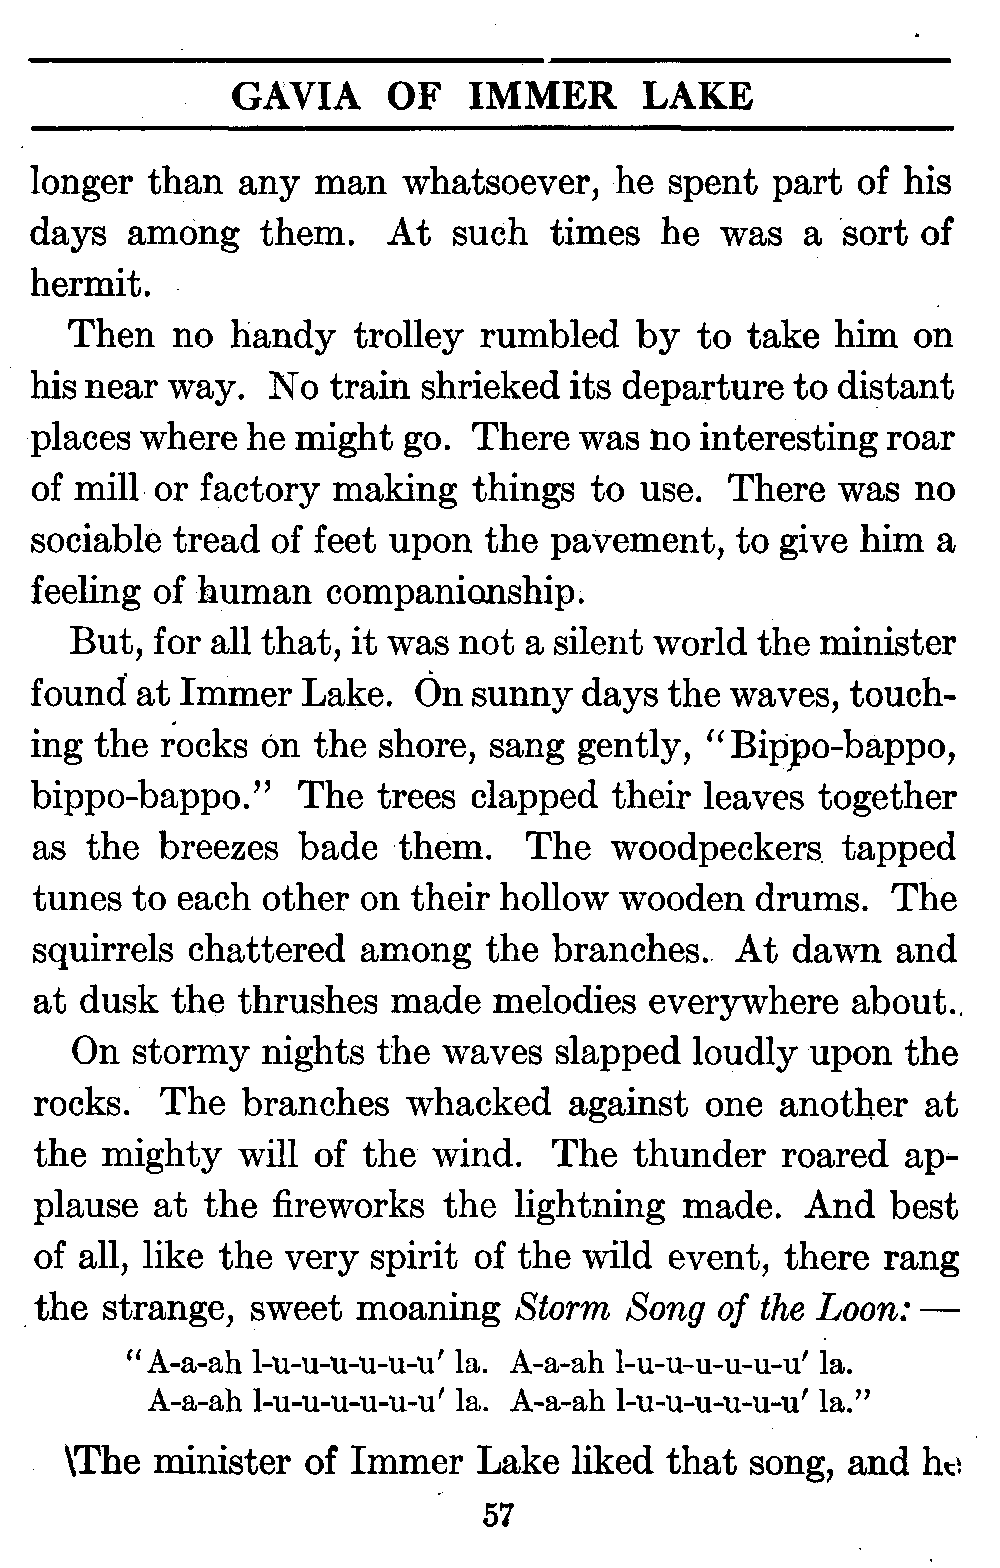 GAVIA OF IMMER LAKE
longer than any man whatsoever, he spent part of his
days among them. At such times he was a sort of
hermit.
Then no handy trolley rumbled by to take him on
his near way. No train shrieked its departure to distant
places where he might go. There was no interesting roar
of mill or factory making things to use. There was no
sociable tread of feet upon the pavement, to give him a
feeling of human companionship.
But, for all that, it was not a silent world the minister
found at Immer Lake. On sunny days the waves, touch-
ing the rocks on the shore, sang gently, "Bippo-bappo,
bippo-bappo." The trees clapped their leaves together
as the breezes bade them. The woodpeckers tapped
tunes to each other on their hollow wooden drums. The
squirrels chattered among the branches. At dawn and
at dusk the thrushes made melodies everywhere about.
On stormy nights the waves slapped loudly upon the
rocks. The branches whacked against one another at
the mighty will of the wind. The thunder roared ap-
plause at the fireworks the lightning made. And best
of all, like the very spirit of the wild event, there rang
the strange, sweet moaning Storm Song of the Loon: —
"A-a-ah l-u-u-u-u-u-u' la. A-a-ah l-u-u-u-u-u-u' la.
A-a-ah l-u-u-u-u-u-u' la. A-a-ah l-u-u-u-u-u-u' la."
The minister of Immer Lake liked that song, and he
57